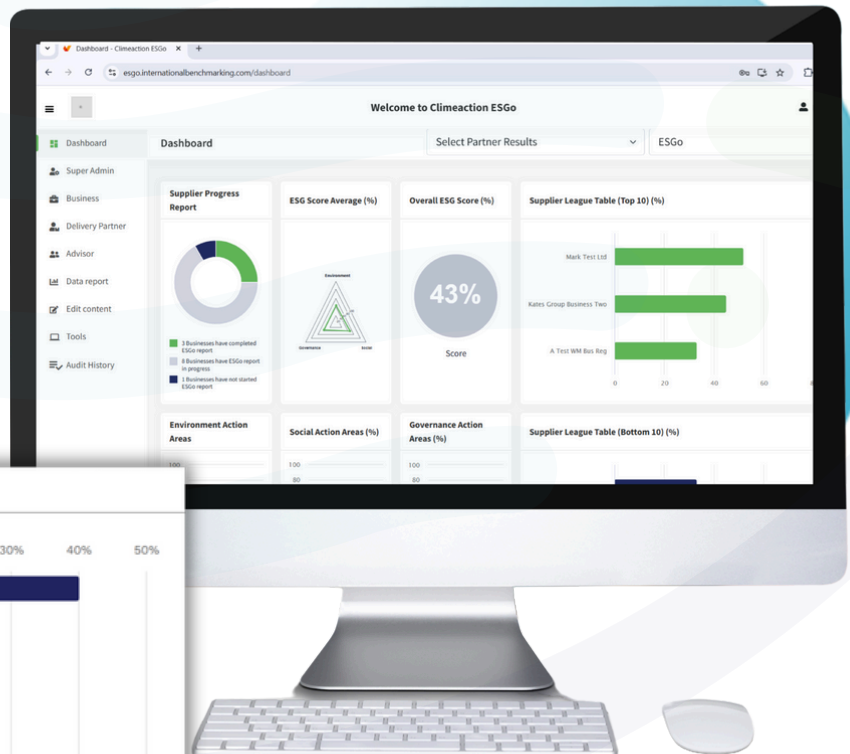 Dashboard - Climeaction ESGo
esgo.internationalbenchmarking.com/dashboard
Welcome to Climeaction ESGo
Dashboard
Super Admin
Business
Delivery Partner
Advisor
Data report
Edit content
Tools
Audit History
Dashboard
Select Partner Results
ESGo
Supplier Progress
Report
3 Businesses have completed
ESGo report
8 Businesses have ESGo report
in progress
1 Businesses have not started
ESGo report
ESG Score Average (%)
Environment
Governance
Social
Overall ESG Score (%)
43%
Score
Supplier League Table (Top 10) (%)
Mark Test Ltd
Kates Group Business Two
A Test WM Bus Reg
0 20 40 60
Environment Action
Areas
100
Social Action Areas (%)
100
80
Governance Action
Areas (%)
100
80
Supplier League Table (Bottom 10) (%)
30% 40% 50%